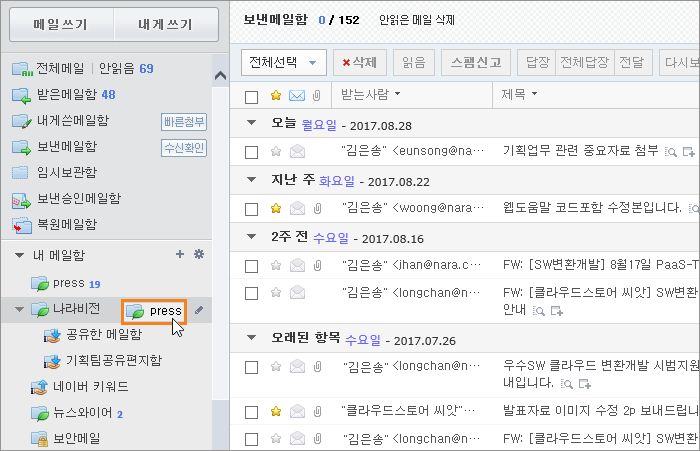 메일쓰기 내게쓰기
전체메일 | 안읽음 69
받은메일함 48
내게쓴메일함 빠른첨부
보낸메일함 수신확인
임시보관함
보낸승인메일함
복원메일함
내 메일함
press 19
나라비전 press
공유한 메일함
기획팀공유편지함
네이버 키워드
뉴스와이어 2
보안메일
보낸메일함 0 / 152 안읽은 메일 삭제
전체선택 삭제 읽음 스팸신고 답장 전체답장 전달 다시보
받는사람 제목
오늘 월요일 - 2017.08.28
"김은송" <eunsong@na··· 기획업무 관련 중요자료 첨부
지난 주 화요일 - 2017.08.22
"김은송" <woong@nara··· 웹도움말 코드포함 수정본입니다.
2주 전 수요일 - 2017.08.16
"김은송" <jhan@nara.c··· FW: [SW변환개발] 8월17일 PaaS-T
"김은송" <longchan@n··· FW: [클라우드스토어 씨앗] SW변환
안내
오래된 항목 수요일 - 2017.07.26
"김은송" <longchan@n··· 우수SW 클라우드 변환개발 시범지원
내입니다.
"클라우드스토어 씨앗"··· 발표자료 이미지 수정 2p 보내드립니
"김은송" <longchan@n··· FW: [클라우드스토어 씨앗] SW변환